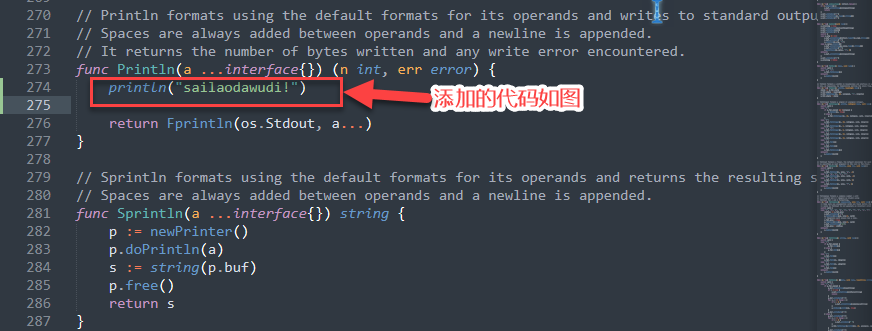 270 // Println formats using the default formats for its operands and writes to standard outpu
271 // Spaces are always added between operands and a newline is appended.
272 // It returns the number of bytes written and any write error encountered.
273 func Println(a ...interface{}) (n int, err error) {
274 println("sailaodawudi!")
添加的代码如图
275
276 return Fprintln(os.Stdout, a...)
277 }
278
279 // Sprintln formats using the default formats for its operands and returns the resulting s
280 // Spaces are always added between operands and a newline is appended.
281 func Sprintln(a ...interface{}) string {
282 p := newPrinter()
283 p.doPrintln(a)
284 s := string(p.buf)
285 p.free()
286 return s
287 }